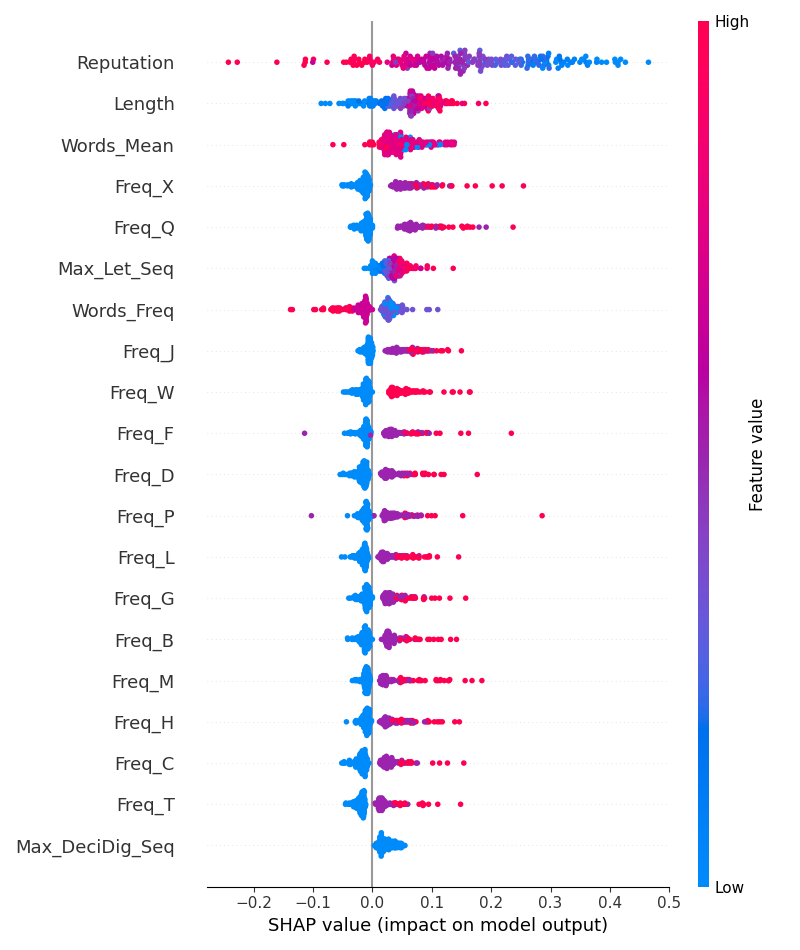 High
Reputation
Length
Words_Mean
Freq_X
Freq_Q
Max_Let_Seq
Words_Freq
Freq_J
Freq_W
Freq_F
Freq_D
Freq_P
Freq_L
Freq_G
Freq_B
Freq_M
Freq_H
Freq_C
Freq_T
Max_DeciDig_Seq
Feature value
Low
−0.2 −0.1 0.0 0.1 0.2 0.3 0.4 0.5
SHAP value (impact on model output)